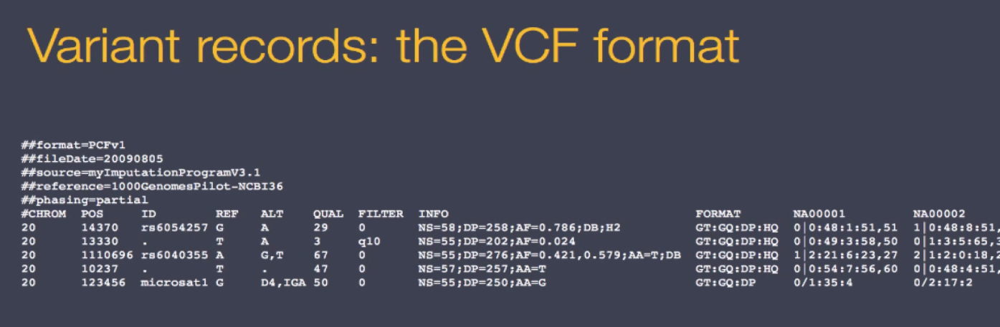 Variant records: the VCF format
##format=PCFv1
##fileDate=20090805
##source=myImputationProgramV3.1
##reference=1000GenomesPilot-NCBI36
##phasing=partial
#CHROM POS ID REF ALT QUAL FILTER INFO FORMAT NA00001 NA00002
20 14370 rs6054257 G A 29 0 NS=58;DP=258;AF=0.786;DB;H2 GT:GQ:DP:HQ 0|0:48:1:51,51 1|0:48:8:51,
20 13330 . T A 3 q10 NS=55;DP=202;AF=0.024 GT:GQ:DP:HQ 0|0:49:3:58,50 0|1:3:5:65,3
20 1110696 rs6040355 A G,T 67 0 NS=55;DP=276;AF=0.421,0.579;AA=T;DB GT:GQ:DP:HQ 1|2:21:6:23,27 2|1:2:0:18,2
20 10237 . T . 47 0 NS=57;DP=257;AA=T GT:GQ:DP:HQ 0|0:54:7:56,60 0|0:48:4:51,
20 123456 microsat1 G D4,IGA 50 0 NS=55;DP=250;AA=G GT:GQ:DP 0/1:35:4 0/2:17:2